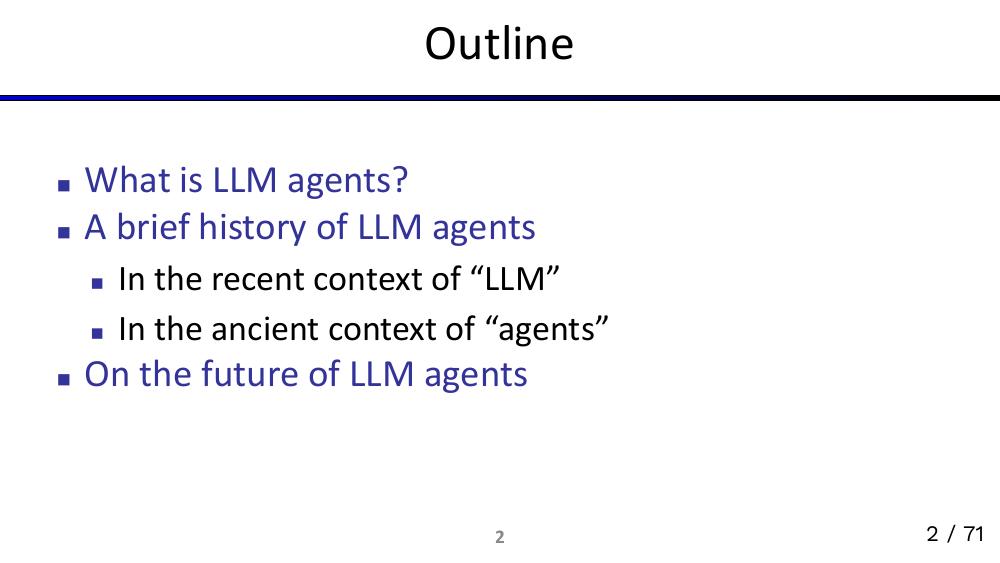 Outline
What is LLM agents?
A brief history of LLM agents
In the recent context of “LLM”
In the ancient context of “agents”
On the future of LLM agents
2
2 / 71